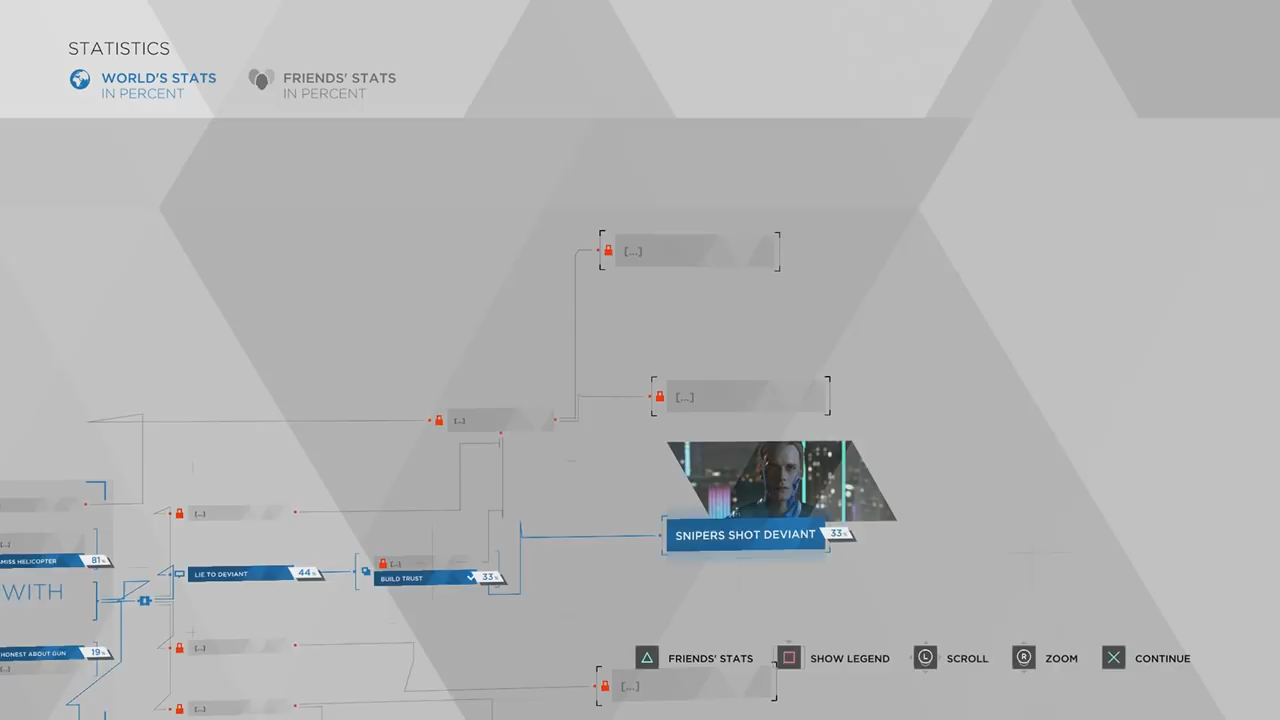 STATISTICS
WORLD'S STATS
IN PERCENT
FRIENDS' STATS
IN PERCENT
[...]
[...]
[...]
[...]
SNIPERS SHOT DEVIANT 33%
[...]
[...]
MISS HELICOPTER 81%
LIE TO DEVIANT 44%
BUILD TRUST 33%
WITH
HONEST ABOUT GUN 19%
[...]
[...]
FRIENDS' STATS
SHOW LEGEND
L SCROLL
R ZOOM
CONTINUE
[...]
[...]